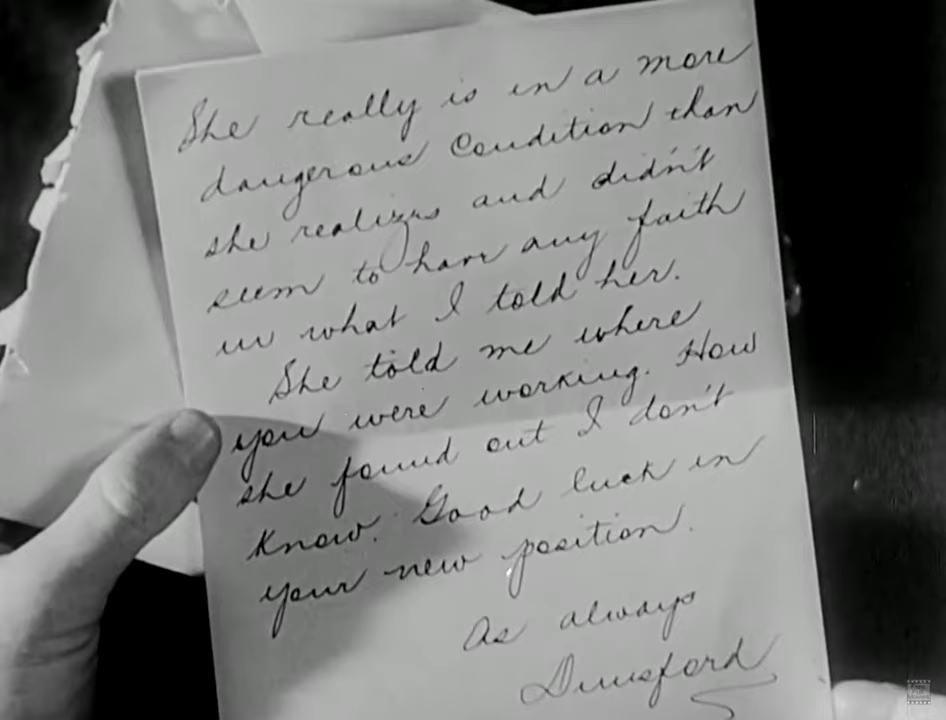 She really is in a more
dangerous condition than
she realizes and didn't
seem to have any faith
in what I told her.
She told me where
you were working. How
she found out I don't
know. Good luck in
your new position.
As always
Dunsford